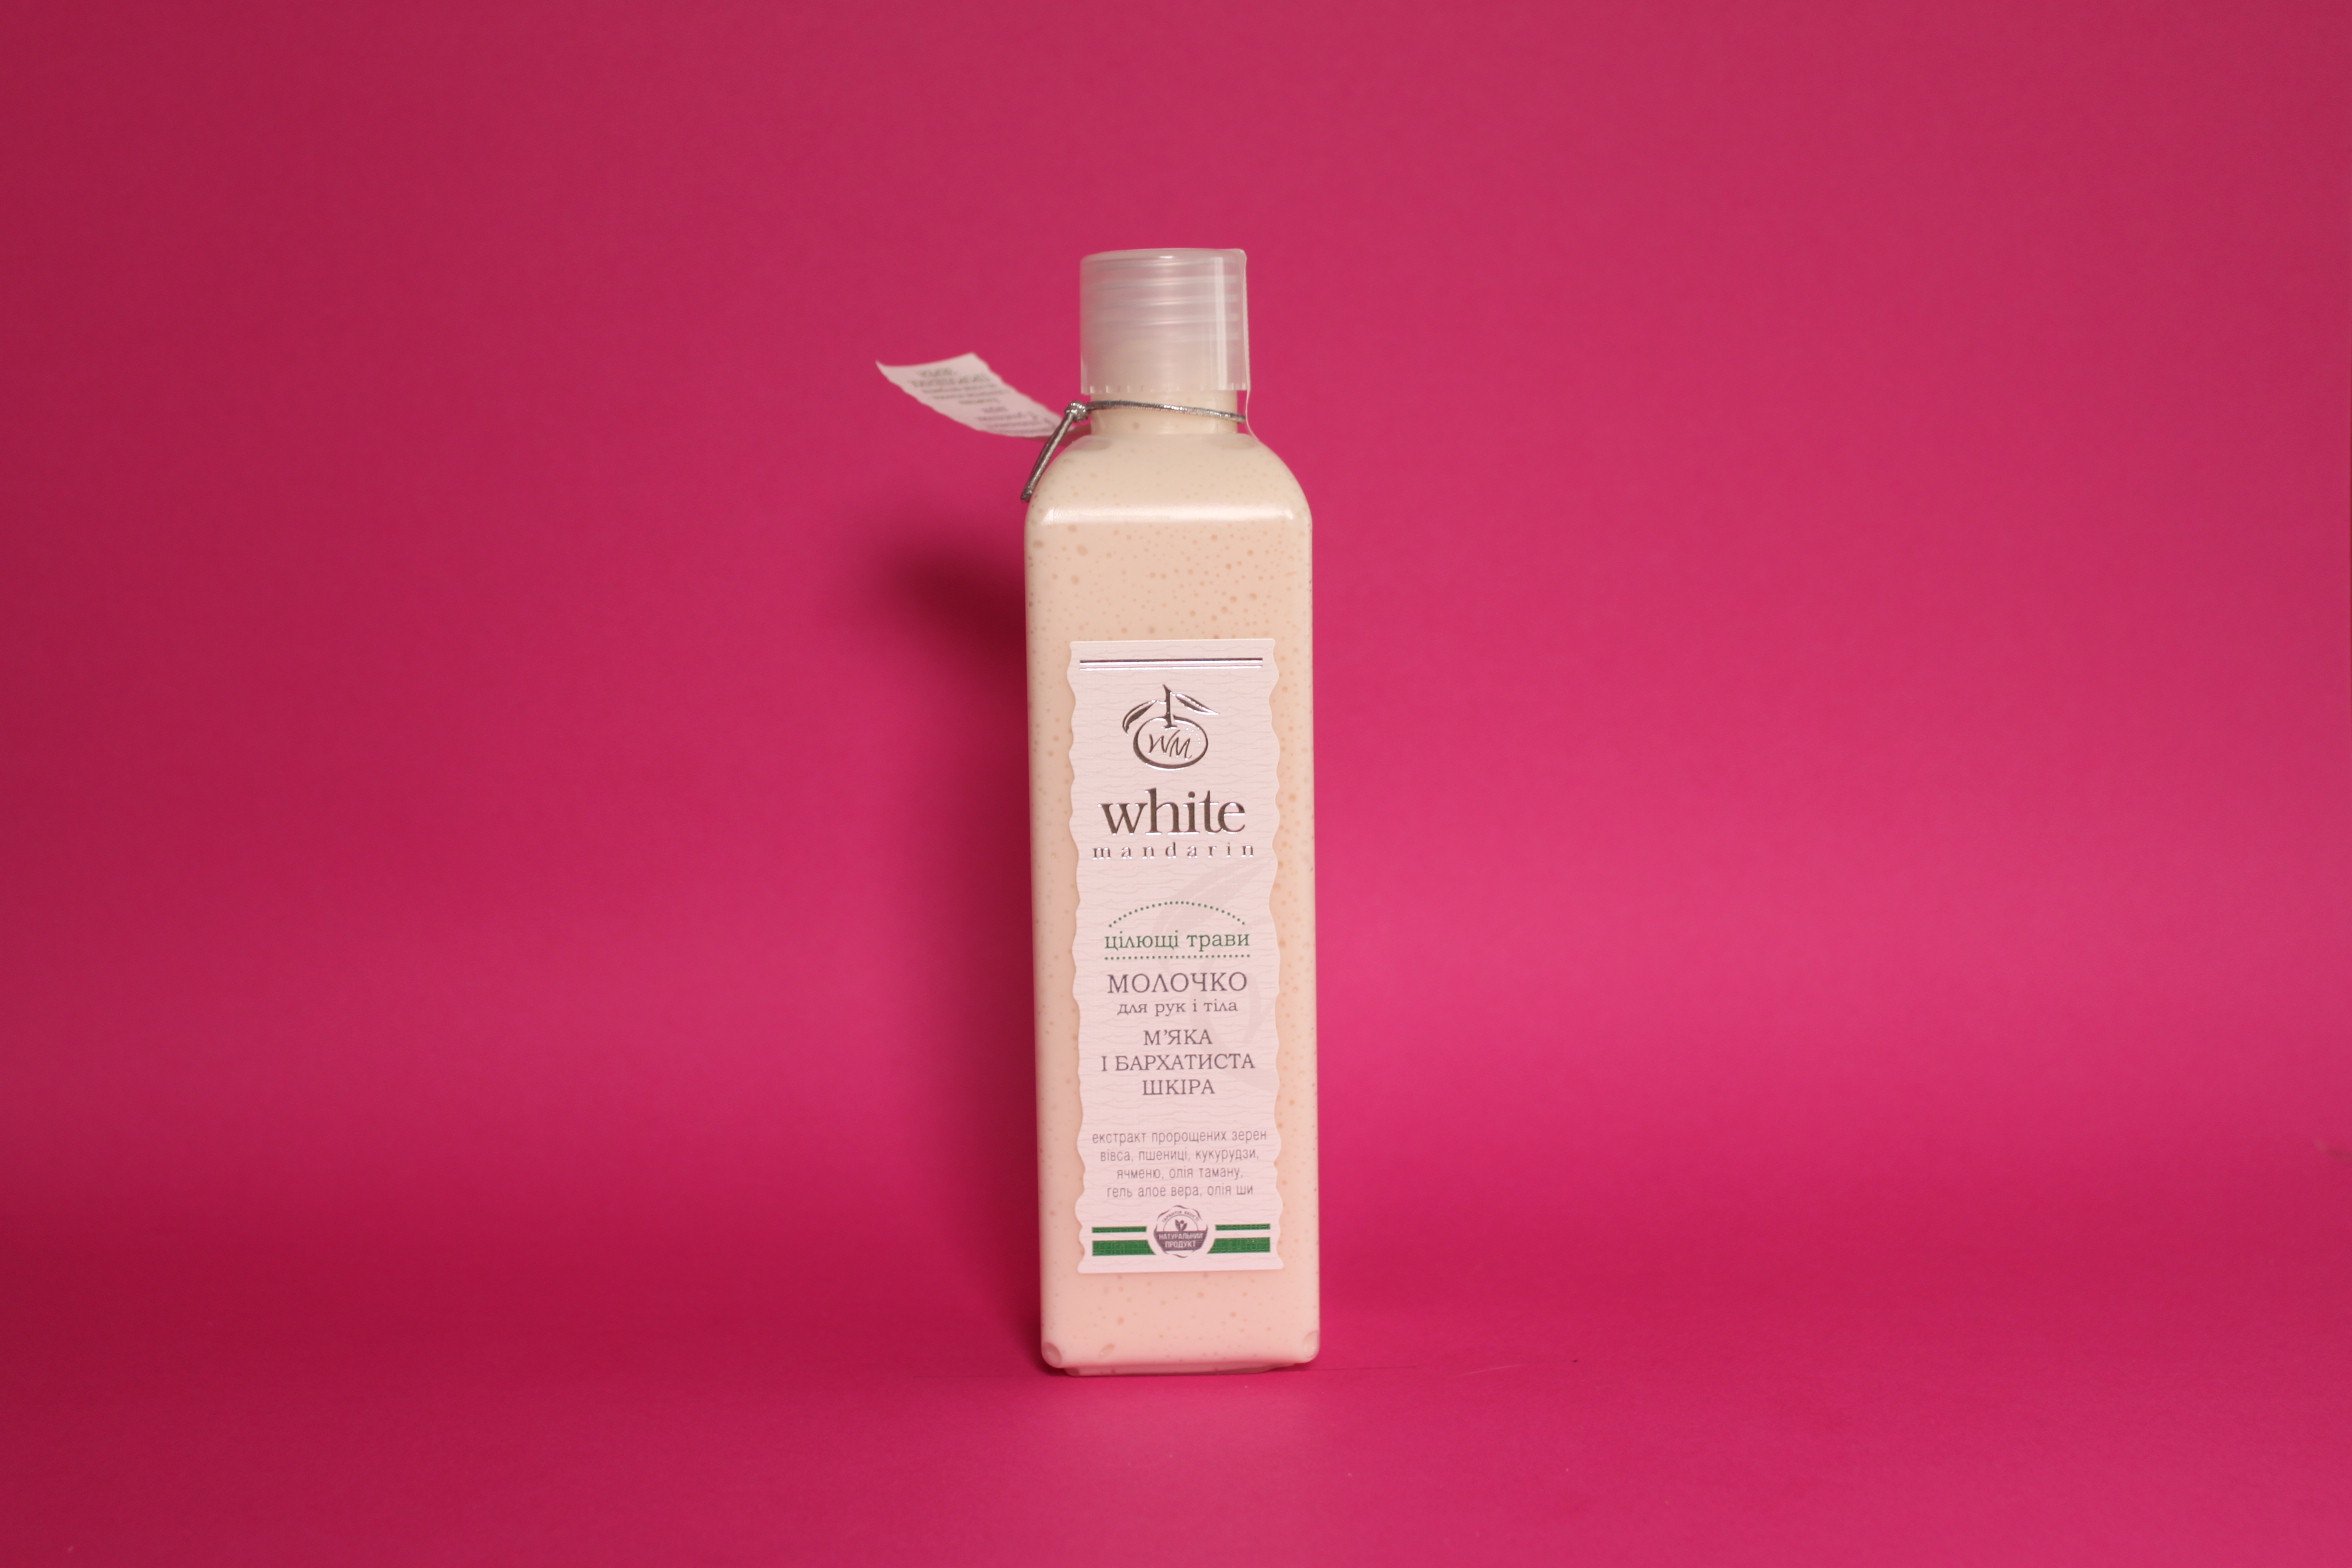 WM
white
mandarin
цілющі трави
МОЛОЧКО
для рук і тіла
М'ЯКА
І БАРХАТИСТА
ШКІРА
екстракт пророщених зерен
вівса, пшениці, кукурудзи,
ячменю, олія таману,
гель алое вера, олія ши
НАТУРАЛЬНИЙ
ПРОДУКТ